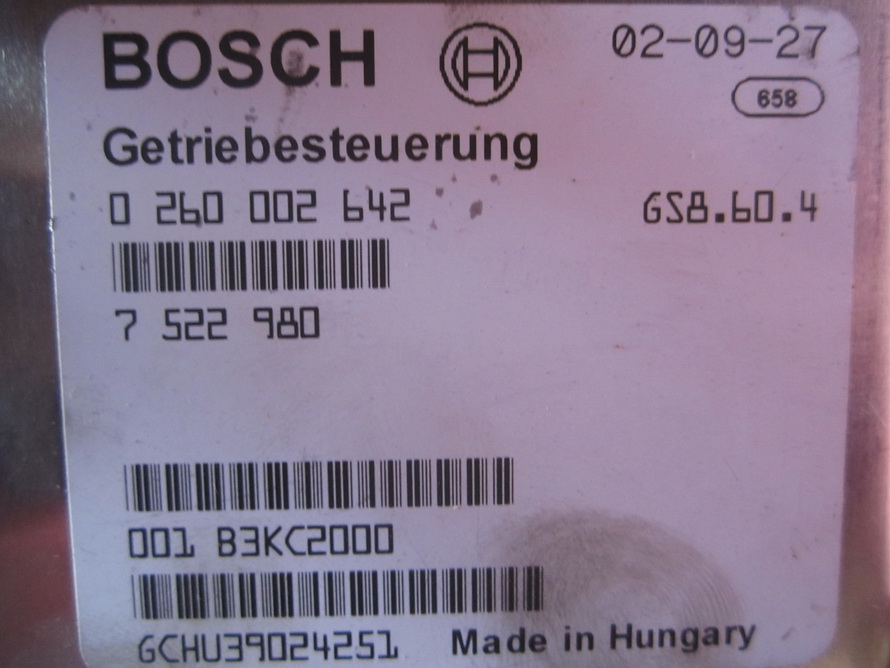 BOSCH 02-09-27
658
Getriebesteuerung
0 260 002 642 GS8.60.4
7 522 980
001 B3KC2000
GCHU39024251 Made in Hungary